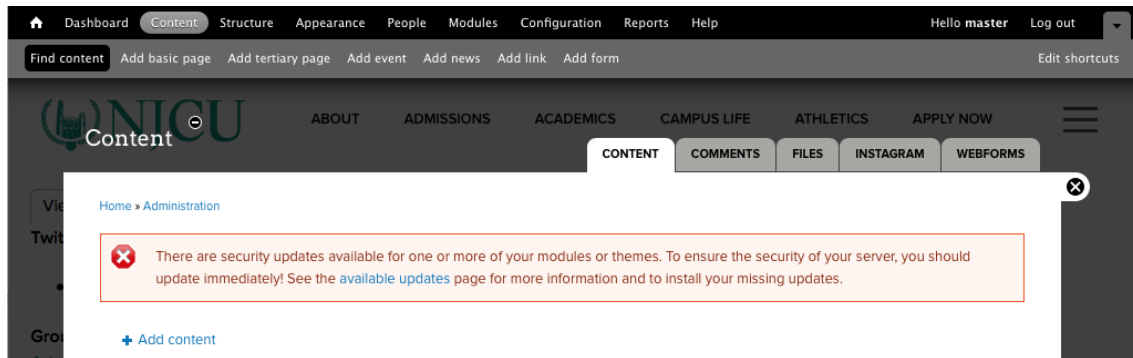 Dashboard Content Structure Appearance People Modules Configuration Reports Help Hello master Log out
Find content Add basic page Add tertiary page Add event Add news Add link Add form Edit shortcuts
NJCU ABOUT ADMISSIONS ACADEMICS CAMPUS LIFE ATHLETICS APPLY NOW
Content
CONTENT COMMENTS FILES INSTAGRAM WEBFORMS
Vie
Home » Administration
Twit
There are security updates available for one or more of your modules or themes. To ensure the security of your server, you should
update immediately! See the available updates page for more information and to install your missing updates.
Grou
Add content